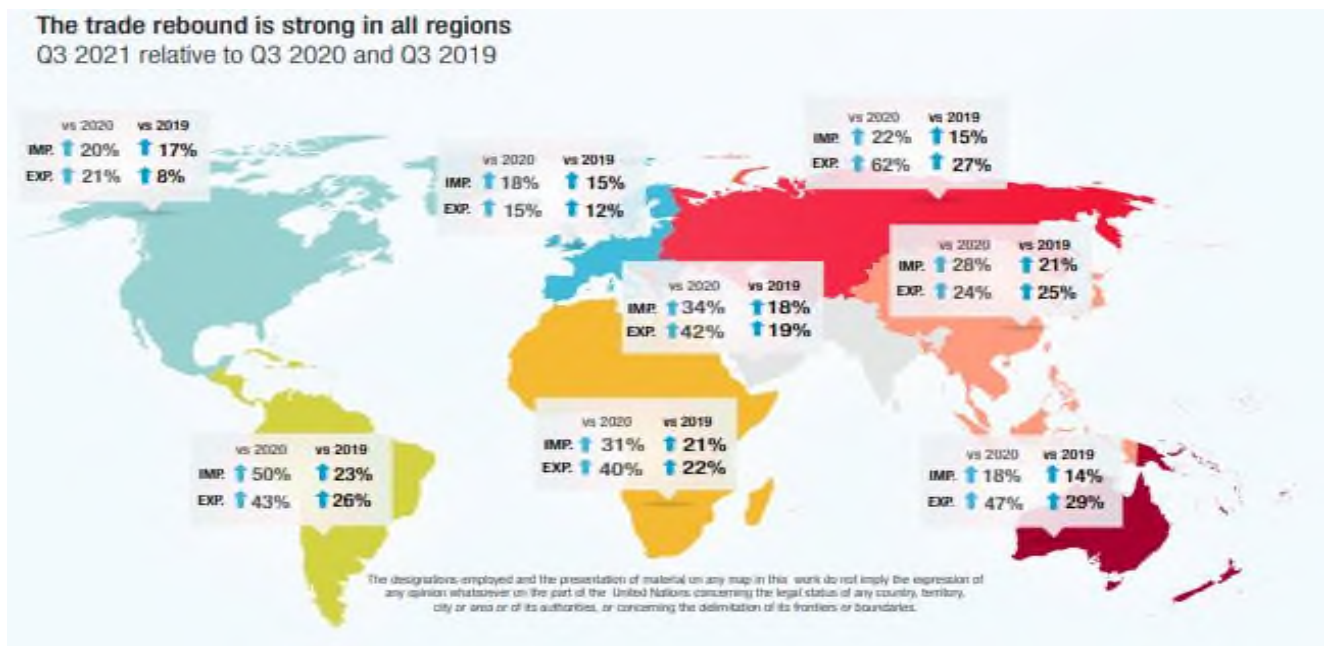 The trade rebound is strong in all regions
Q3 2021 relative to Q3 2020 and Q3 2019
vs 2020 vs 2019
IMP. 20% 17%
EXP. 21% 8%
vs 2020 vs 2019
IMP. 18% 15%
EXP. 15% 12%
vs 2020 vs 2019
IMP. 22% 15%
EXP. 62% 27%
vs 2020 vs 2019
IMP. 28% 21%
EXP. 24% 25%
vs 2020 vs 2019
IMP. 34% 18%
EXP. 42% 19%
vs 2020 vs 2019
IMP. 31% 21%
EXP. 40% 22%
vs 2020 vs 2019
IMP. 50% 23%
EXP. 43% 26%
vs 2020 vs 2019
IMP. 18% 14%
EXP. 47% 29%
The designations employed and the presentation of material on any map in this work do not imply the expression of
any opinion whatsoever on the part of the United Nations concerning the legal status of any country, territory,
city or area or of its authorities, or concerning the delimitation of its frontiers or boundaries.